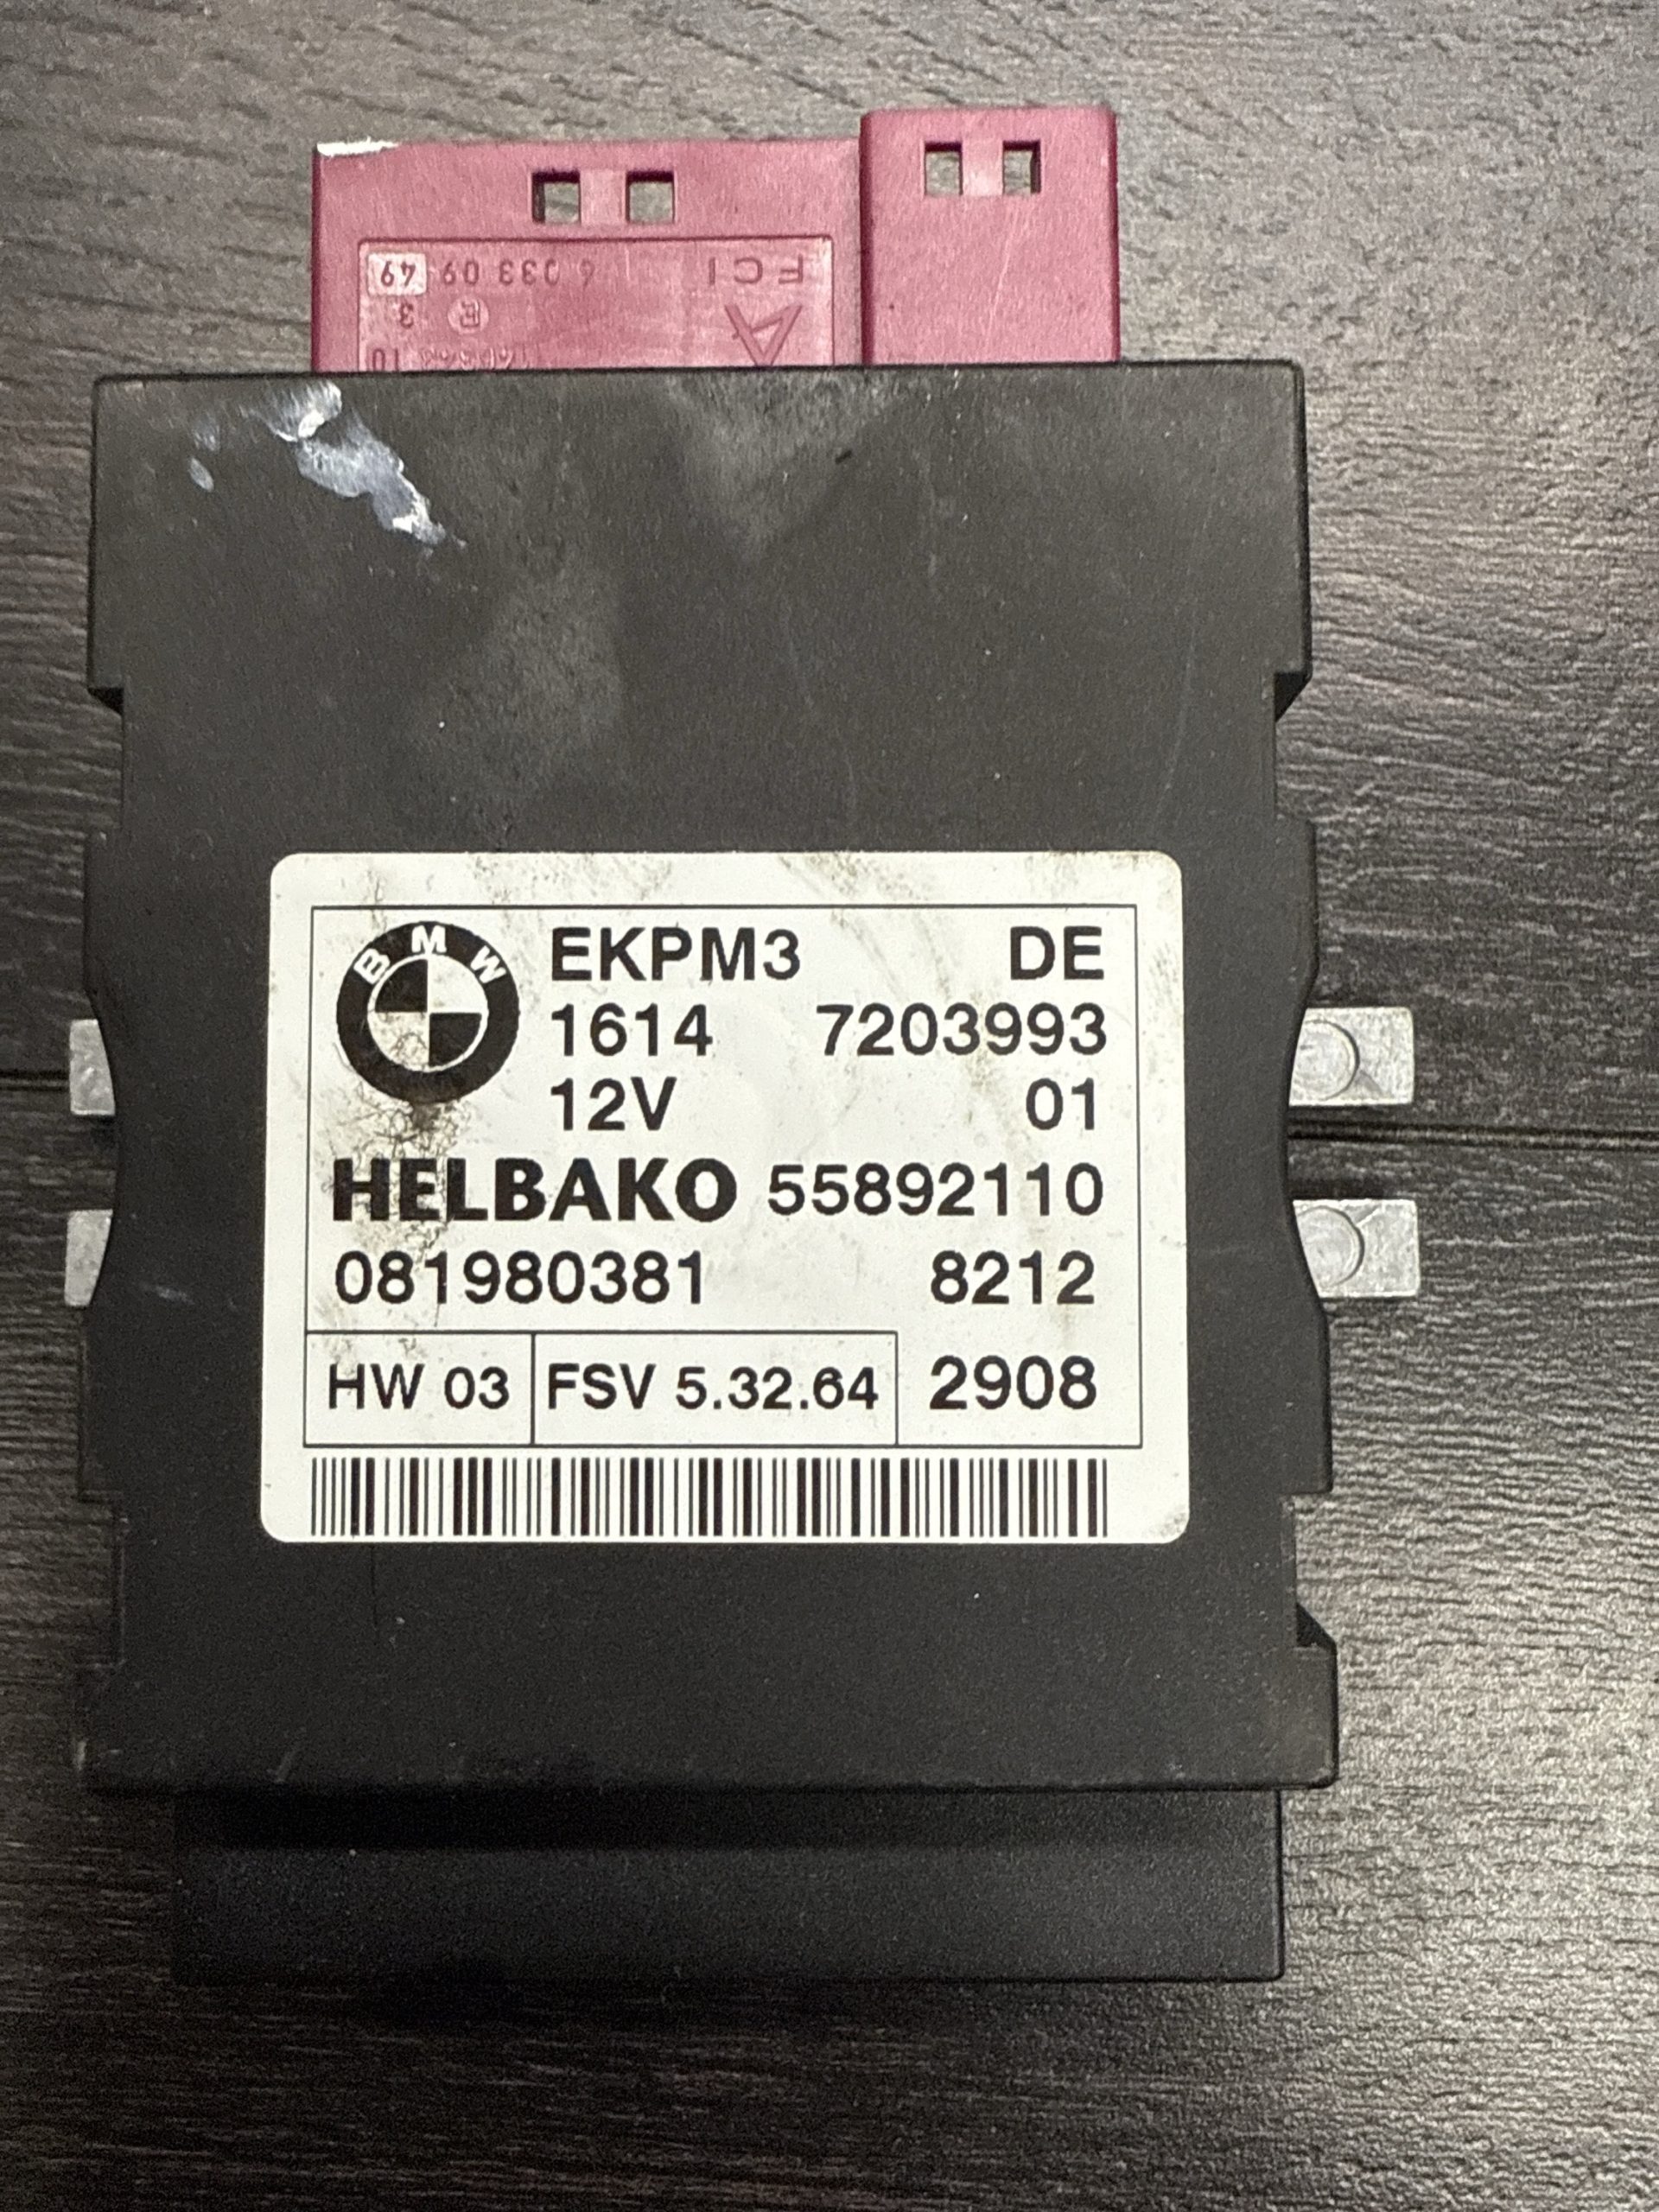 FCI 6 033 09 49
A E 3
BMW
EKPM3 DE
1614 7203993
12V 01
HELBAKO 55892110
081980381 8212
HW 03 FSV 5.32.64 2908